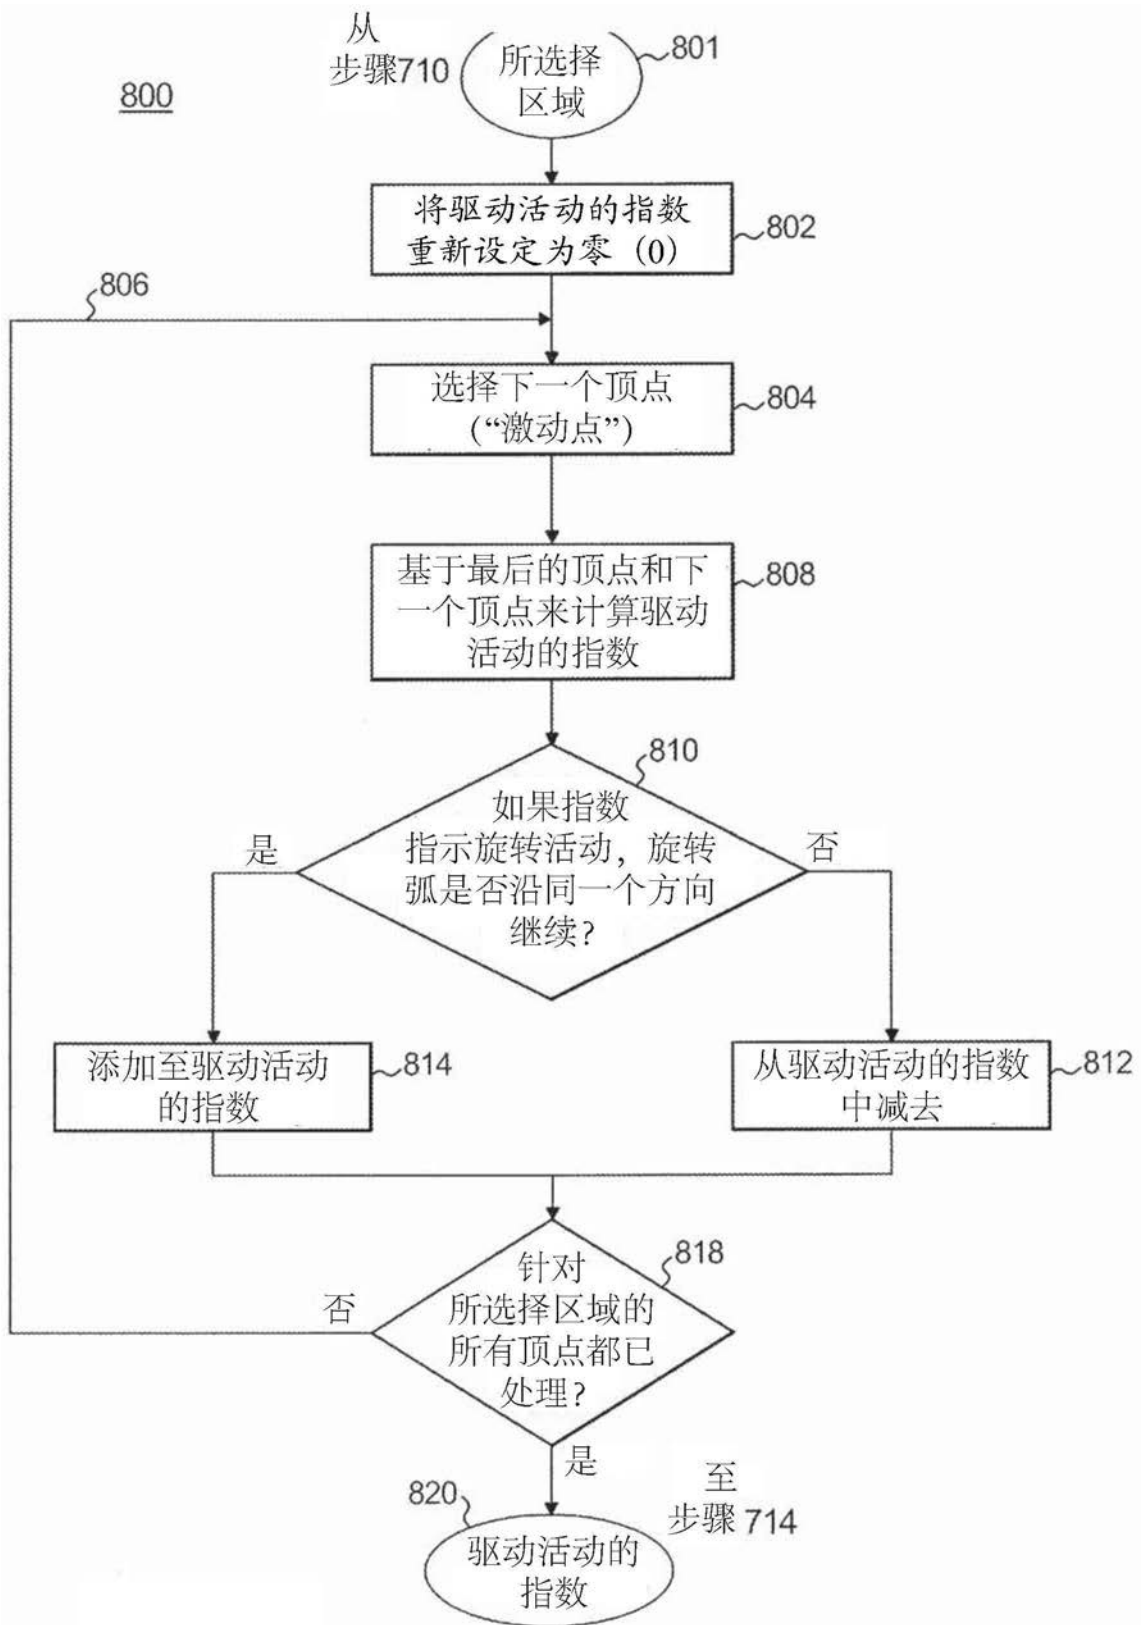 从
步骤710
所选择
区域
801
800
将驱动活动的指数
重新设定为零（0）
802
806
选择下一个顶点
(“激动点”)
804
基于最后的顶点和下
一个顶点来计算驱动
活动的指数
808
810
如果指数
指示旋转活动，旋转
弧是否沿同一个方向
继续？
是
否
添加至驱动活动
的指数
814
从驱动活动的指数
中减去
812
818
针对
所选择区域的
所有顶点都已
处理？
否
是
至
步骤714
820
驱动活动的
指数